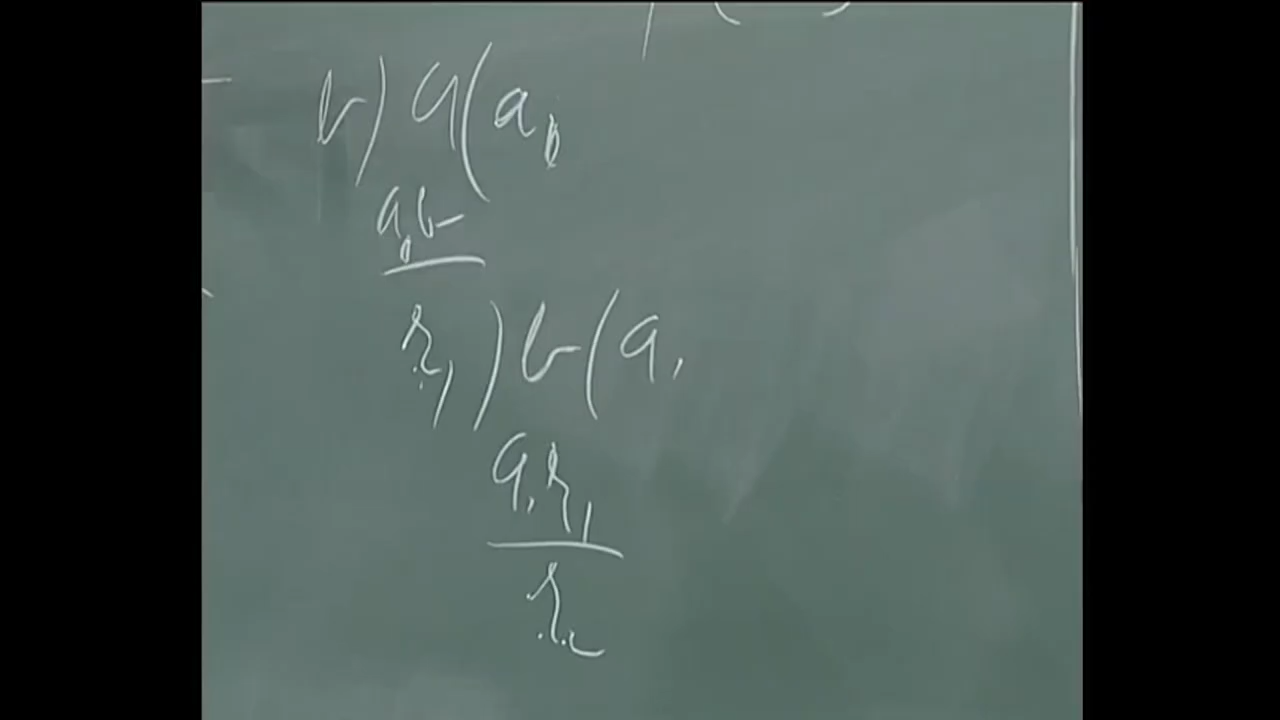 b) a ( a₀
a₀b
r₁ ) b ( a₁
a₁r₁
r₂